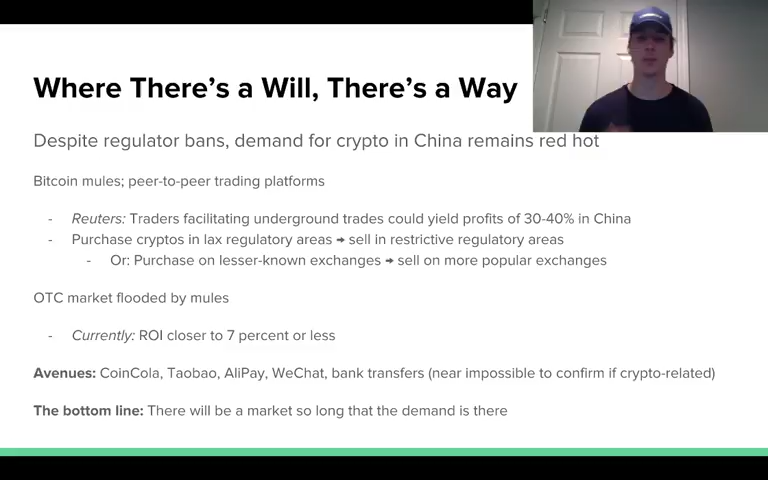 Where There’s a Will, There’s a Way
Despite regulator bans, demand for crypto in China remains red hot
Bitcoin mules; peer-to-peer trading platforms
- Reuters: Traders facilitating underground trades could yield profits of 30-40% in China
- Purchase cryptos in lax regulatory areas → sell in restrictive regulatory areas
- Or: Purchase on lesser-known exchanges → sell on more popular exchanges
OTC market flooded by mules
- Currently: ROI closer to 7 percent or less
Avenues: CoinCola, Taobao, AliPay, WeChat, bank transfers (near impossible to confirm if crypto-related)
The bottom line: There will be a market so long that the demand is there